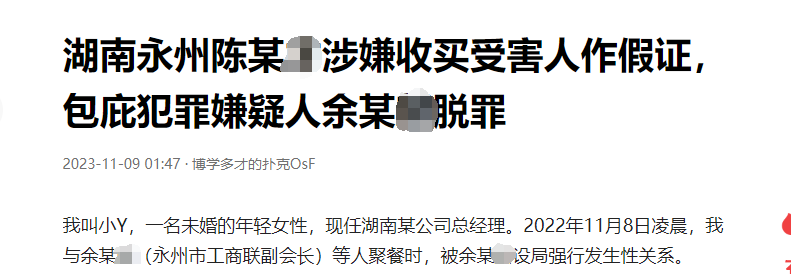 湖南永州陈某涉嫌收买受害人作假证，
包庇犯罪嫌疑人余某脱罪
2023-11-09 01:47 · 博学多才的扑克OsF
我叫小Y，一名未婚的年轻女性，现任湖南某公司总经理。2022年11月8日凌晨，我
与余某（永州市工商联副会长）等人聚餐时，被余某设局强行发生性关系。